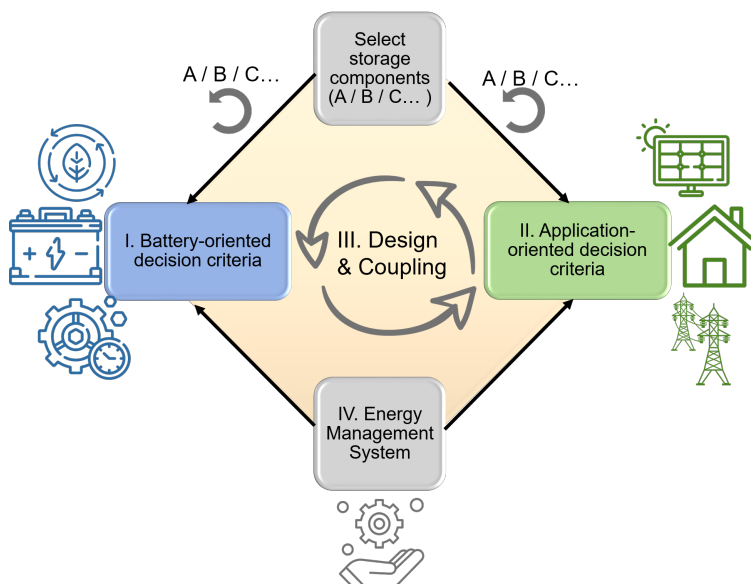 Select
storage
components
(A / B / C… )
A / B / C…
A / B / C…
I. Battery-oriented
decision criteria
III. Design
& Coupling
II. Application-
oriented decision
criteria
IV. Energy
Management
System